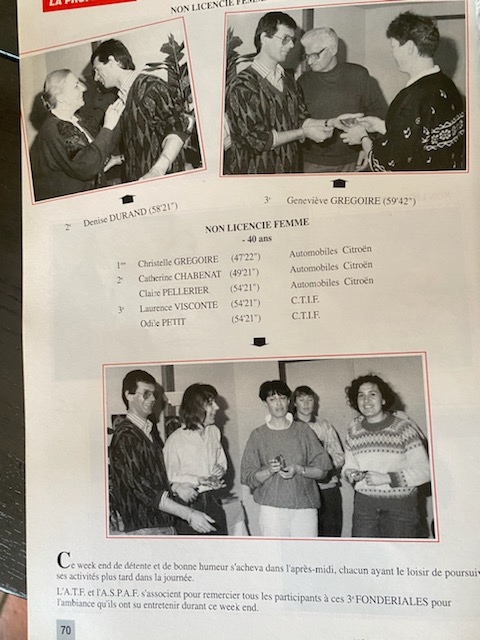 LA PROF
NON LICENCIE FEMME
2e Denise DURAND (58'21")
3e Geneviève GREGOIRE (59'42")
NON LICENCIE FEMME
- 40 ans
1ere Christelle GREGOIRE (47'22") Automobiles Citroën
2e Catherine CHABENAT (49'21") Automobiles Citroën
Claire PELLERIER (54'21") Automobiles Citroën
3e Laurence VISCONTE (54'21") C.T.I.F.
Odile PETIT (54'21") C.T.I.F.
Ce week end de détente et de bonne humeur s'acheva dans l'après-midi, chacun ayant le loisir de poursuiv
ses activités plus tard dans la journée.
L'A.T.F. et l'A.S.P.A.F. s'associent pour remercier tous les participants à ces 3e FONDERIALES pour
l'ambiance qu'ils ont su entretenir durant ce week end.
70